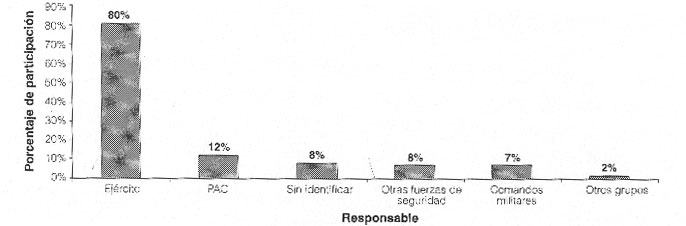 Porcentaje de participación
90%
80%
70%
60%
50%
40%
30%
20%
10%
0%
80%
12%
8%
8%
7%
2%
Ejército
PAC
Sin identificar
Otras fuerzas de
seguridad
Comandos
militares
Otros grupos
Responsable